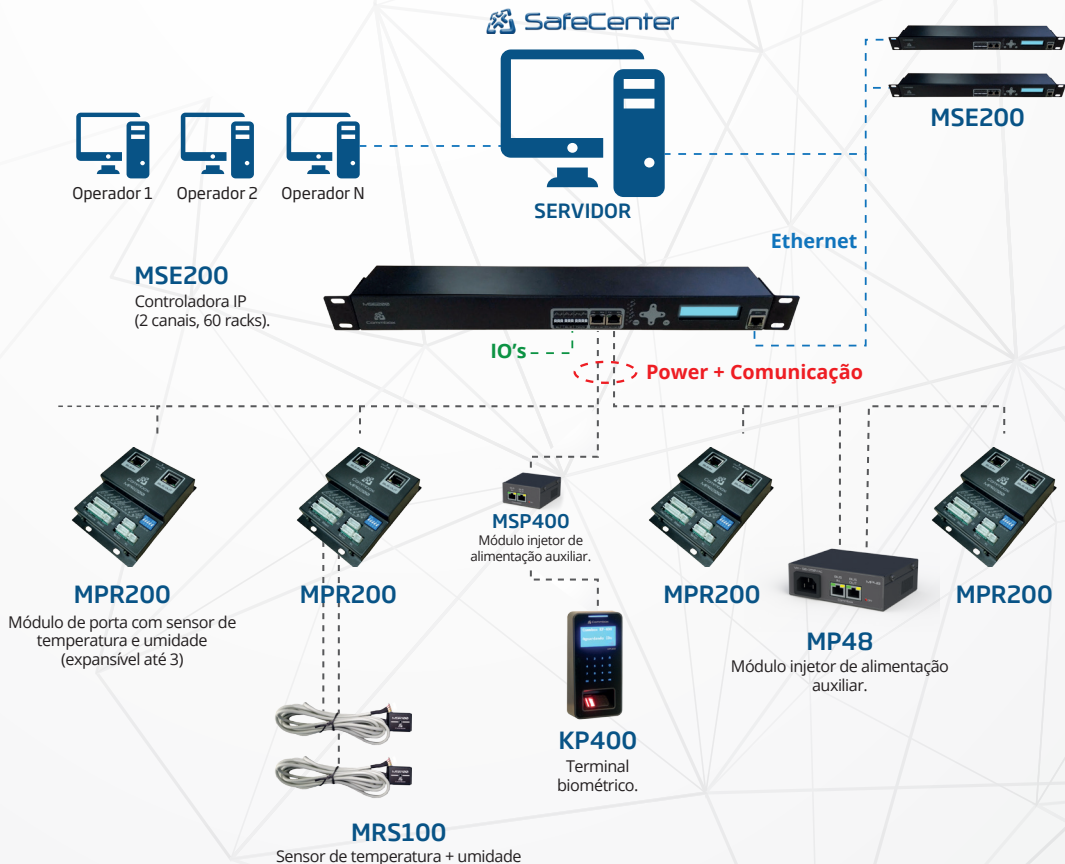 SafeCenter
MSE200
Operador 1
Operador 2
Operador N
SERVIDOR
Ethernet
MSE200
Controladora IP
(2 canais, 60 racks).
IO's
Power + Comunicação
MPR200
Módulo de porta com sensor de
temperatura e umidade
(expansível até 3)
MPR200
MSP400
Módulo injetor de
alimentação auxiliar.
MPR200
MP48
Módulo injetor de alimentação
auxiliar.
MPR200
KP400
Terminal
biométrico.
MRS100
Sensor de temperatura + umidade